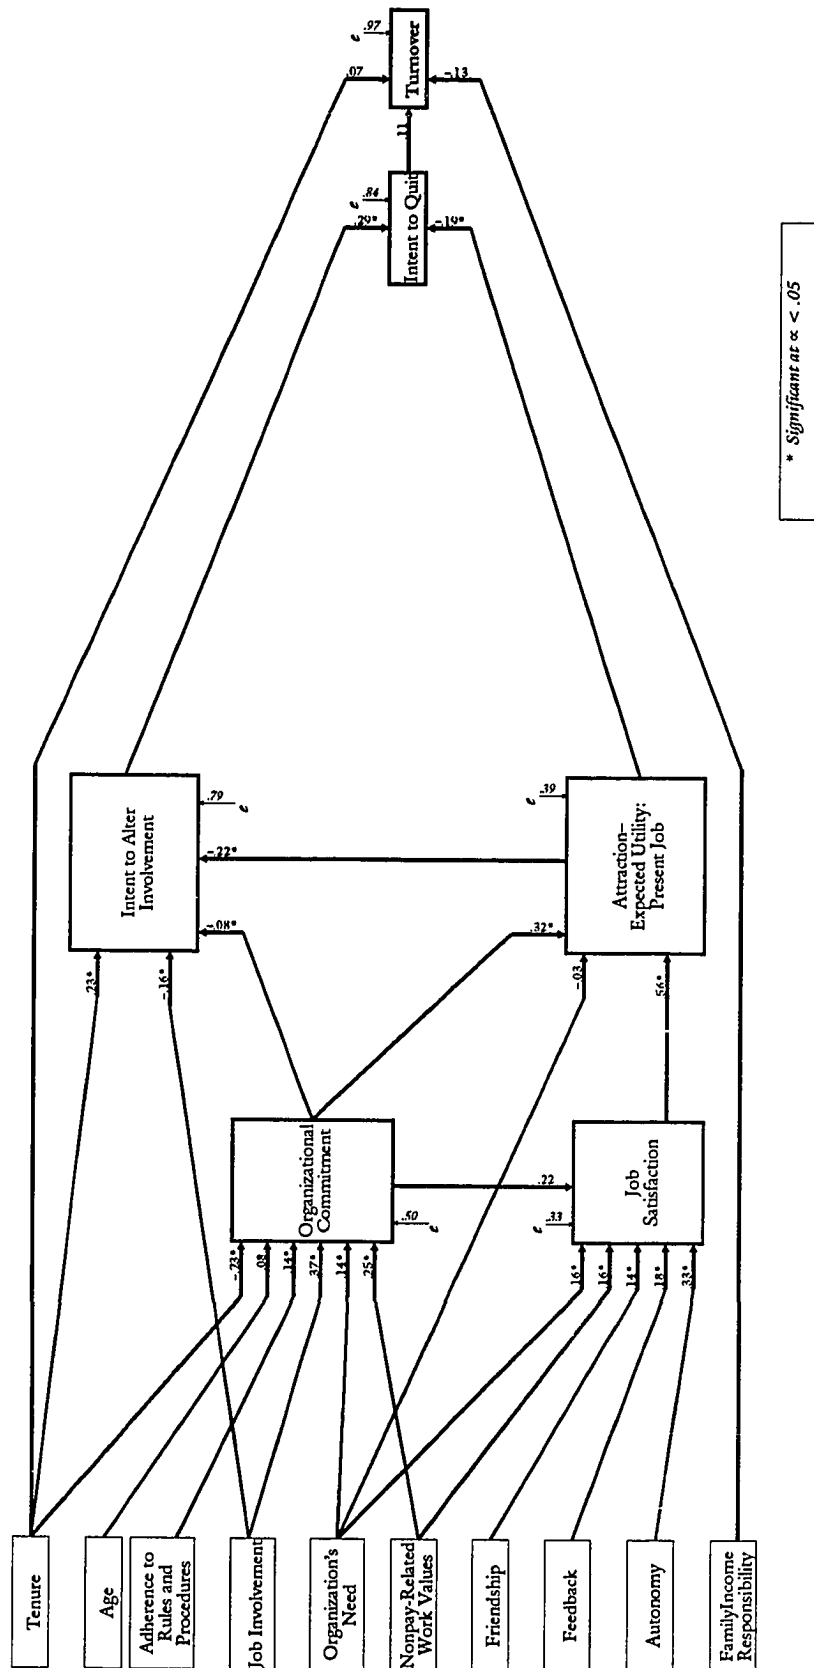 Tenure
Age
Adherence to
Rules and
Procedures
Job Involvement
Organization's
Need
Nonpay-Related
Work Values
Friendship
Feedback
Autonomy
FamilyIncome
Responsibility
-.23*
.08
.14*
.37*
.14*
.25*
Organizational
Commitment
.50
e
.22
.16*
.16*
.14*
.18*
.33*
Job
Satisfaction
.33
e
.23*
-.16*
-.08*
-.22*
Intent to Alter
Involvement
.79
e
.32*
-.03
.56*
Attraction–
Expected Utility:
Present Job
.39
e
.29*
-.19*
Intent to Quit
.84
e
.11
.07
-.13
Turnover
.97
e
* Significant at ∝ < .05